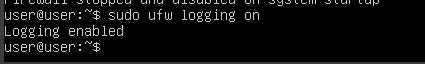 Firewall stopped and disabled on system startup
user@user:~$ sudo ufw logging on
Logging enabled
user@user:~$